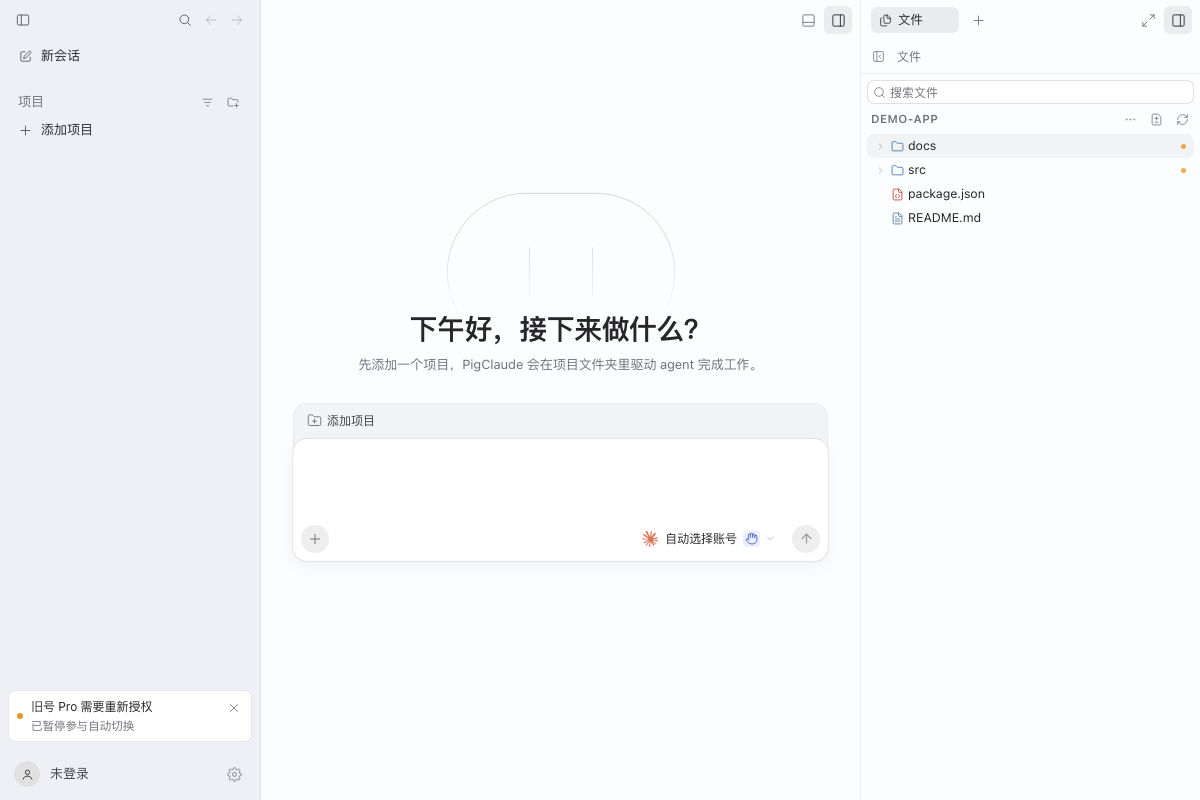 新会话
项目
添加项目
旧号 Pro 需要重新授权
已暂停参与自动切换
未登录
下午好，接下来做什么？
先添加一个项目，PigClaude 会在项目文件夹里驱动 agent 完成工作。
添加项目
自动选择账号
文件
文件
搜索文件
DEMO-APP
docs
src
package.json
README.md